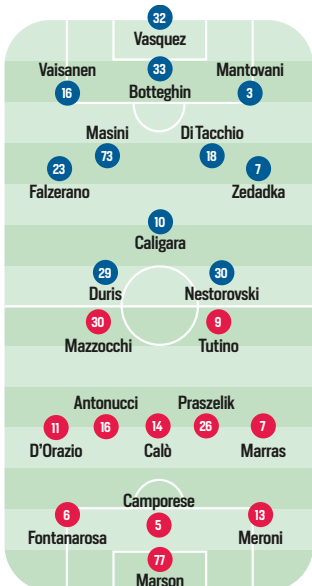 32
Vasquez
Vaisanen 33 Mantovani
16 Botteghin 3
Masini Di Tacchio
73 18
23 7
Falzerano Zedadka
10
Caligara
29 30
Duris Nestorovski
30 9
Mazzocchi Tutino
Antonucci Praszelik
11 16 14 26 7
D'Orazio Calò Marras
Camporese
6 5 13
Fontanarosa Meroni
77
Marson